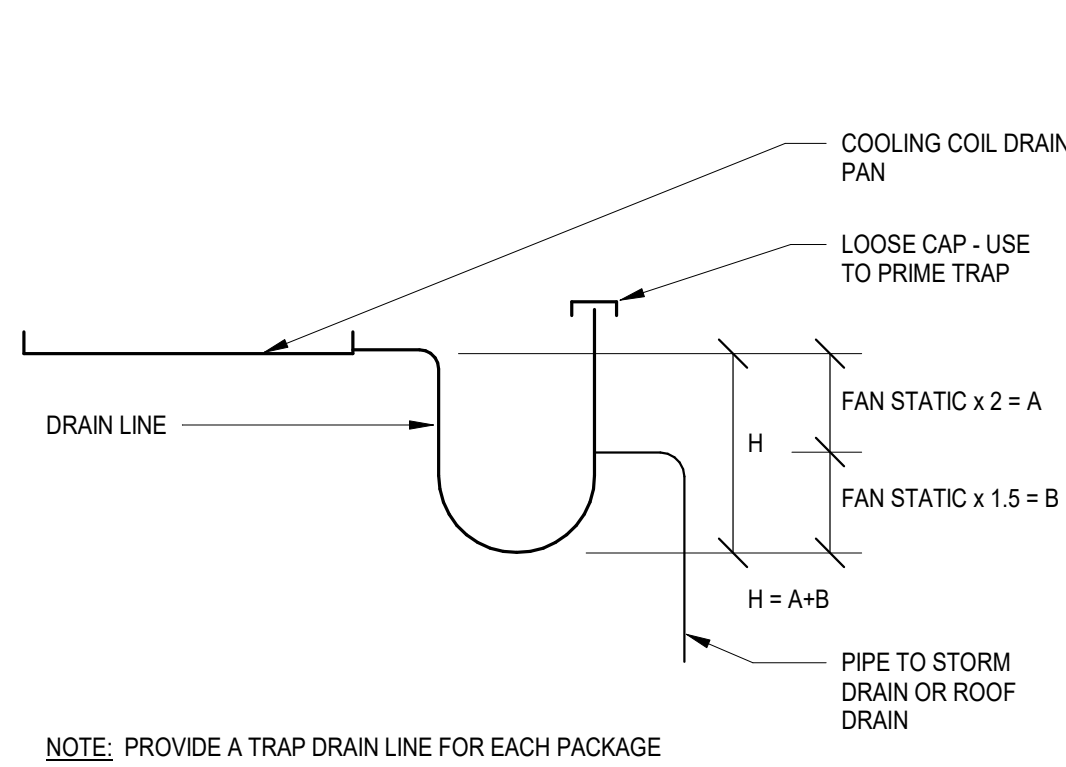 COOLING COIL DRAIN
PAN
LOOSE CAP - USE
TO PRIME TRAP
FAN STATIC x 2 = A
DRAIN LINE
H
FAN STATIC x 1.5 = B
H = A+B
PIPE TO STORM
DRAIN OR ROOF
DRAIN
NOTE: PROVIDE A TRAP DRAIN LINE FOR EACH PACKAGE